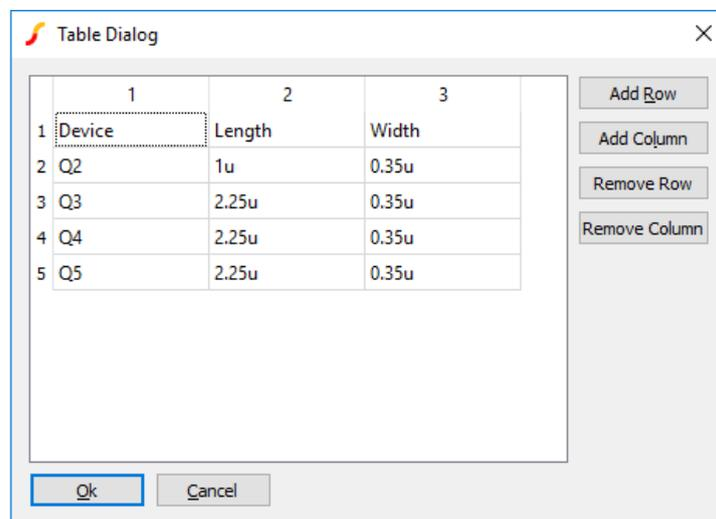 Table Dialog
1 2 3
1 Device Length Width
2 Q2 1u 0.35u
3 Q3 2.25u 0.35u
4 Q4 2.25u 0.35u
5 Q5 2.25u 0.35u
Add Row
Add Column
Remove Row
Remove Column
Ok Cancel